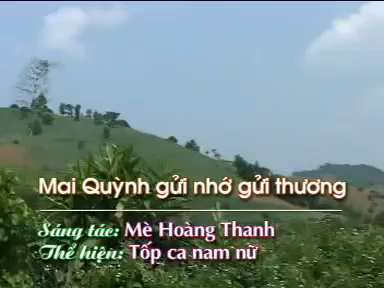 Mai Quỳnh gửi nhớ gửi thương
Sáng tác: Mè Hoàng Thanh
Thể hiện: Tốp ca nam nữ